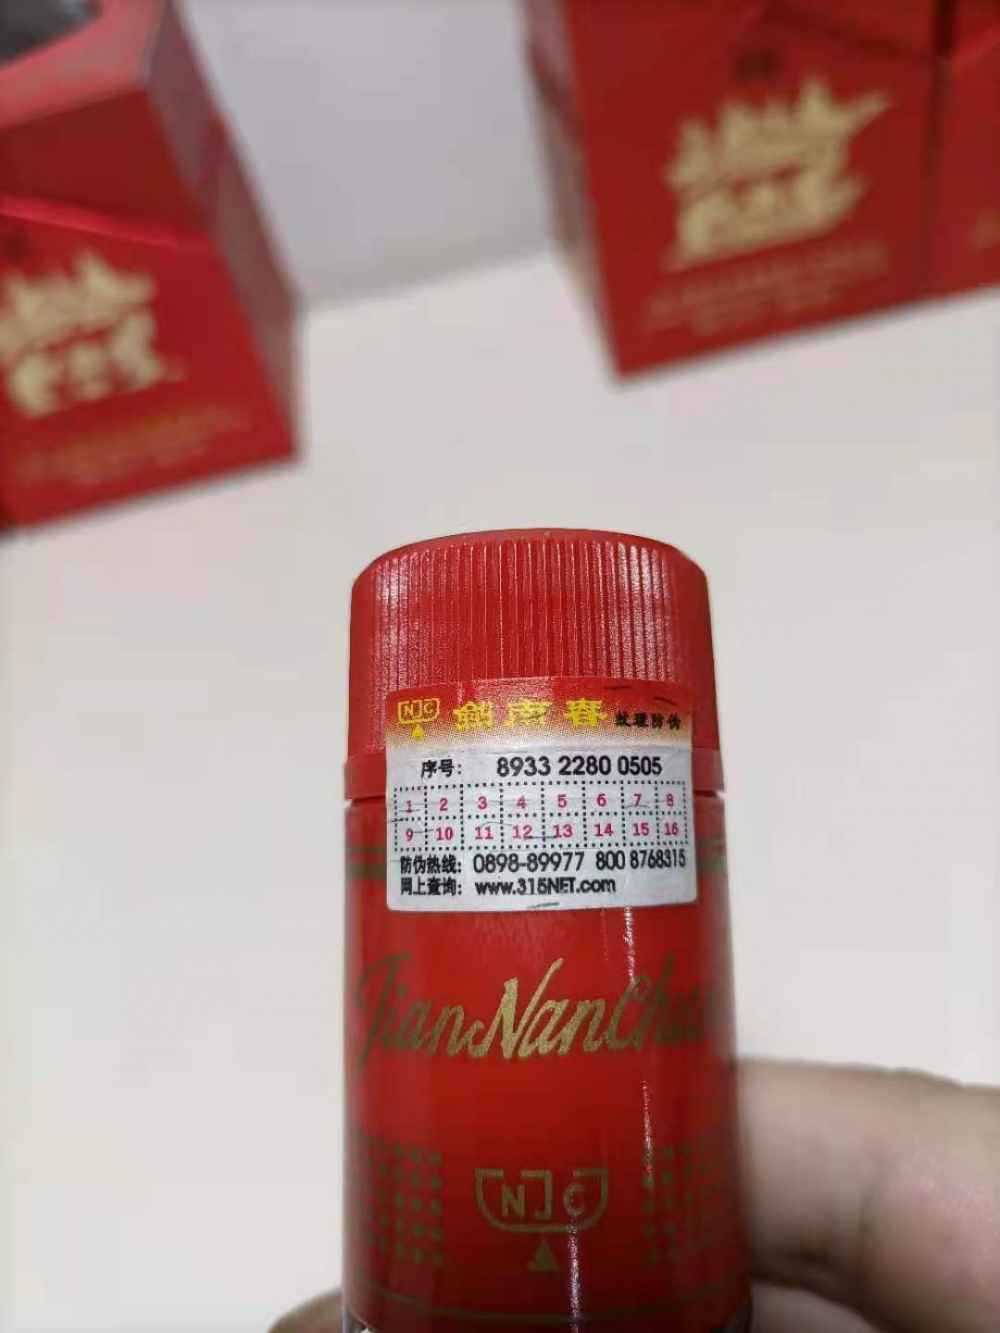 NJC 剑南春 纹理防伪
序号： 8933 2280 0505
1 2 3 4 5 6 7 8
9 10 11 12 13 14 15 16
防伪热线：0898-89977 800 8768315
网上查询：www.315NET.com
JianNanChu
NJC